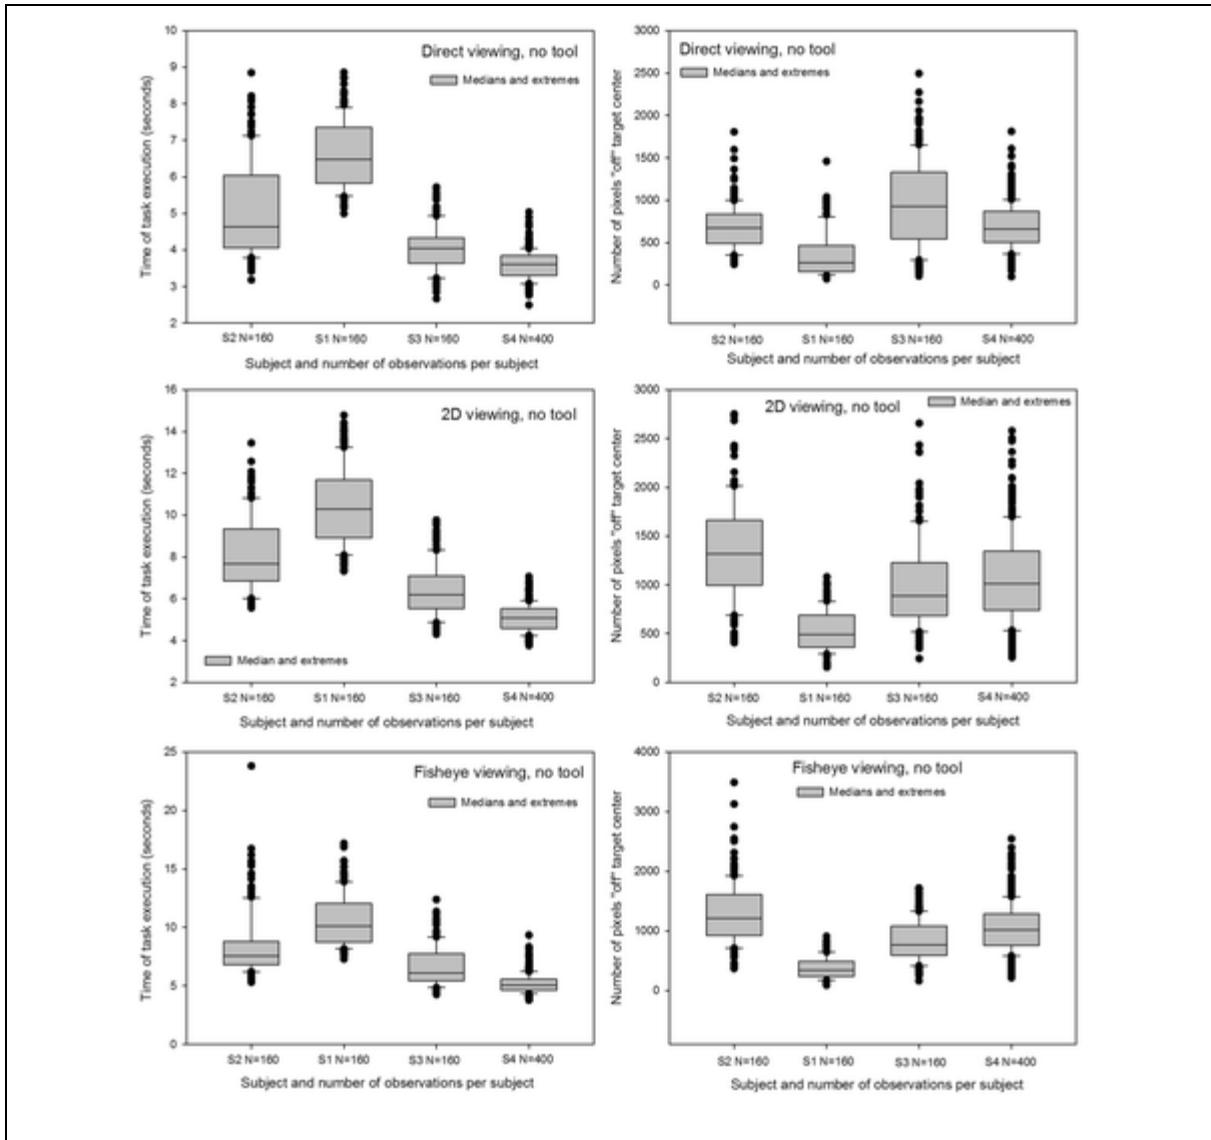 Direct viewing, no tool
Medians and extremes
Time of task execution (seconds)
10
9
8
7
6
5
4
3
2
S2 N=160 S1 N=160 S3 N=160 S4 N=400
Subject and number of observations per subject
Direct viewing, no tool
Medians and extremes
Number of pixels "off" target center
3000
2500
2000
1500
1000
500
0
S2 N=160 S1 N=160 S3 N=160 S4 N=400
Subject and number of observations per subject
2D viewing, no tool
Time of task execution (seconds)
16
14
12
10
8
6
4
2
Median and extremes
S2 N=160 S1 N=160 S3 N=160 S4 N=400
Subject and number of observations per subject
2D viewing, no tool
Median and extremes
Number of pixels "off" target center
3000
2500
2000
1500
1000
500
0
S2 N=160 S1 N=160 S3 N=160 S4 N=400
Subject and number of observations per subject
Fisheye viewing, no tool
Medians and extremes
Time of task execution (seconds)
25
20
15
10
5
0
S2 N=160 S1 N=160 S3 N=160 S4 N=400
Subject and number of observations per subject
Fisheye viewing, no tool
Medians and extremes
Number of pixels "off" target center
4000
3000
2000
1000
0
S2 N=160 S1 N=160 S3 N=160 S4 N=400
Subject and number of observations per subject